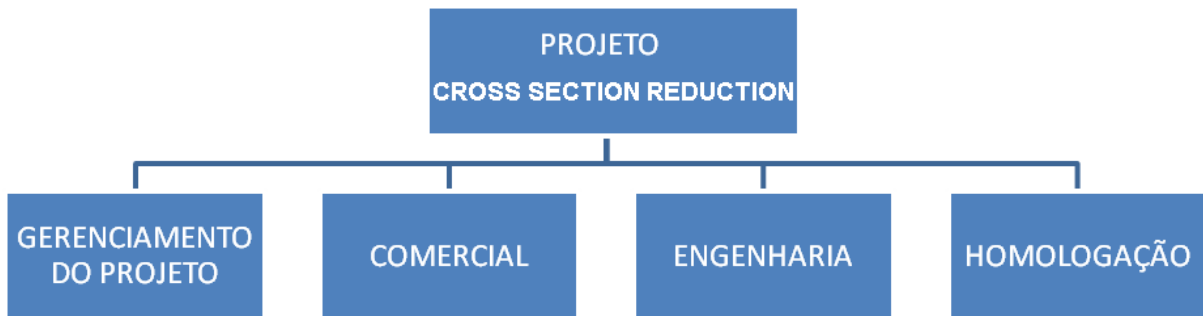 PROJETO
CROSS SECTION REDUCTION
GERENCIAMENTO
DO PROJETO
COMERCIAL
ENGENHARIA
HOMOLOGAÇÃO